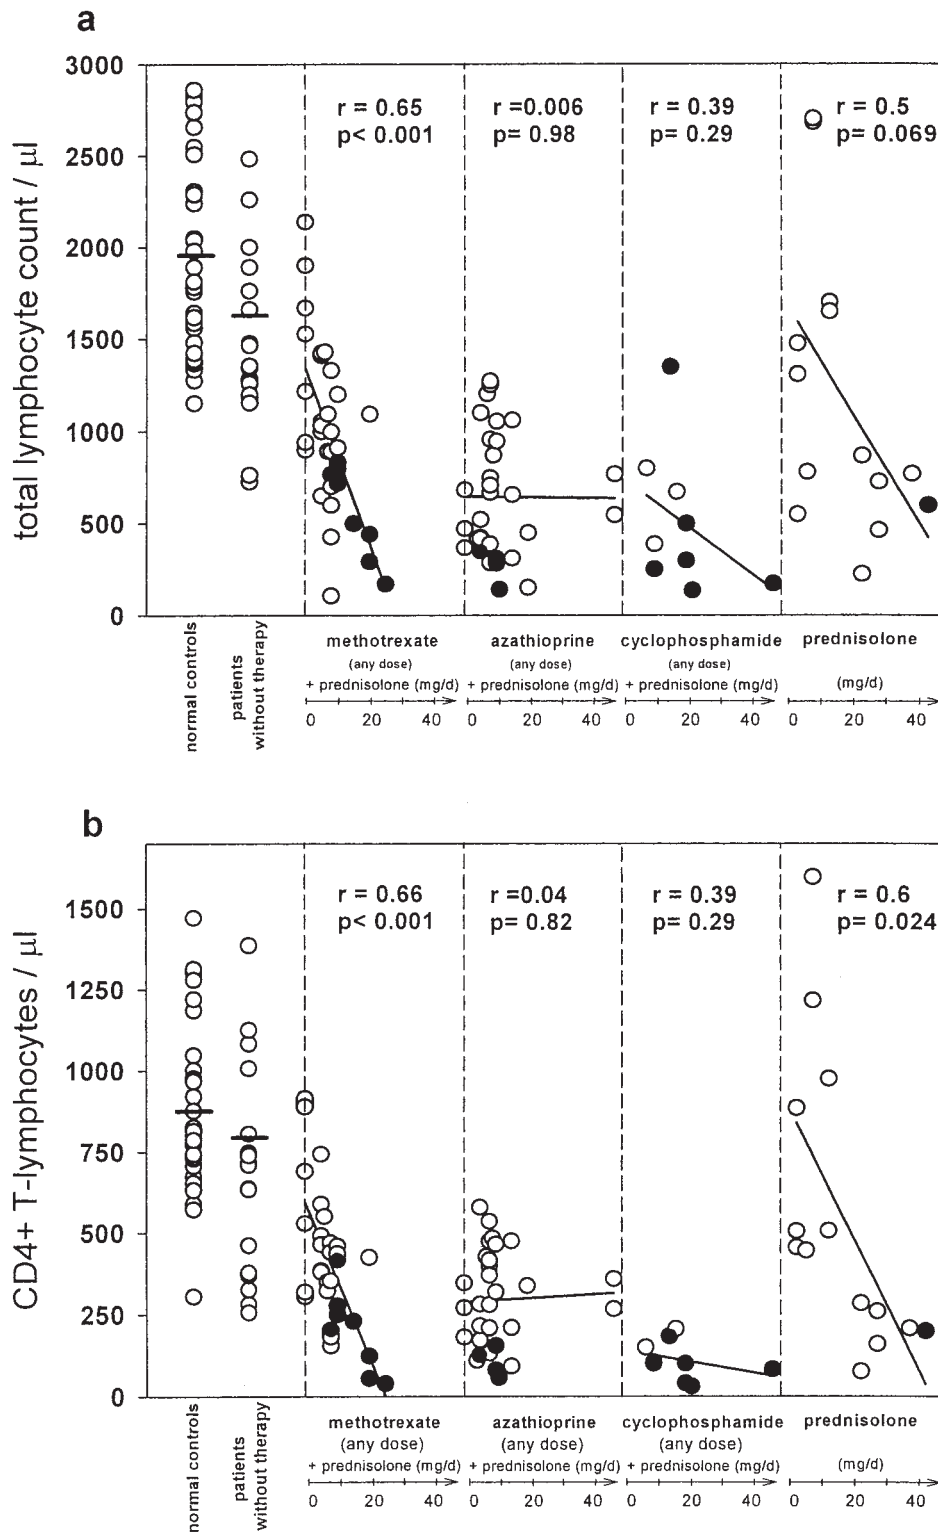 a
total lymphocyte count / µl
3000
2500
2000
1500
1000
500
0
r = 0.65
p< 0.001
r =0.006
p= 0.98
r = 0.39
p= 0.29
r = 0.5
p= 0.069
normal controls
patients
without therapy
methotrexate
(any dose)
+ prednisolone (mg/d)
0 20 40
azathioprine
(any dose)
+ prednisolone (mg/d)
0 20 40
cyclophosphamide
(any dose)
+ prednisolone (mg/d)
0 20 40
prednisolone
(mg/d)
0 20 40
b
CD4+ T-lymphocytes / µl
1500
1250
1000
750
500
250
0
r = 0.66
p< 0.001
r =0.04
p= 0.82
r = 0.39
p= 0.29
r = 0.6
p= 0.024
normal controls
patients
without therapy
methotrexate
(any dose)
+ prednisolone (mg/d)
0 20 40
azathioprine
(any dose)
+ prednisolone (mg/d)
0 20 40
cyclophosphamide
(any dose)
+ prednisolone (mg/d)
0 20 40
prednisolone
(mg/d)
0 20 40